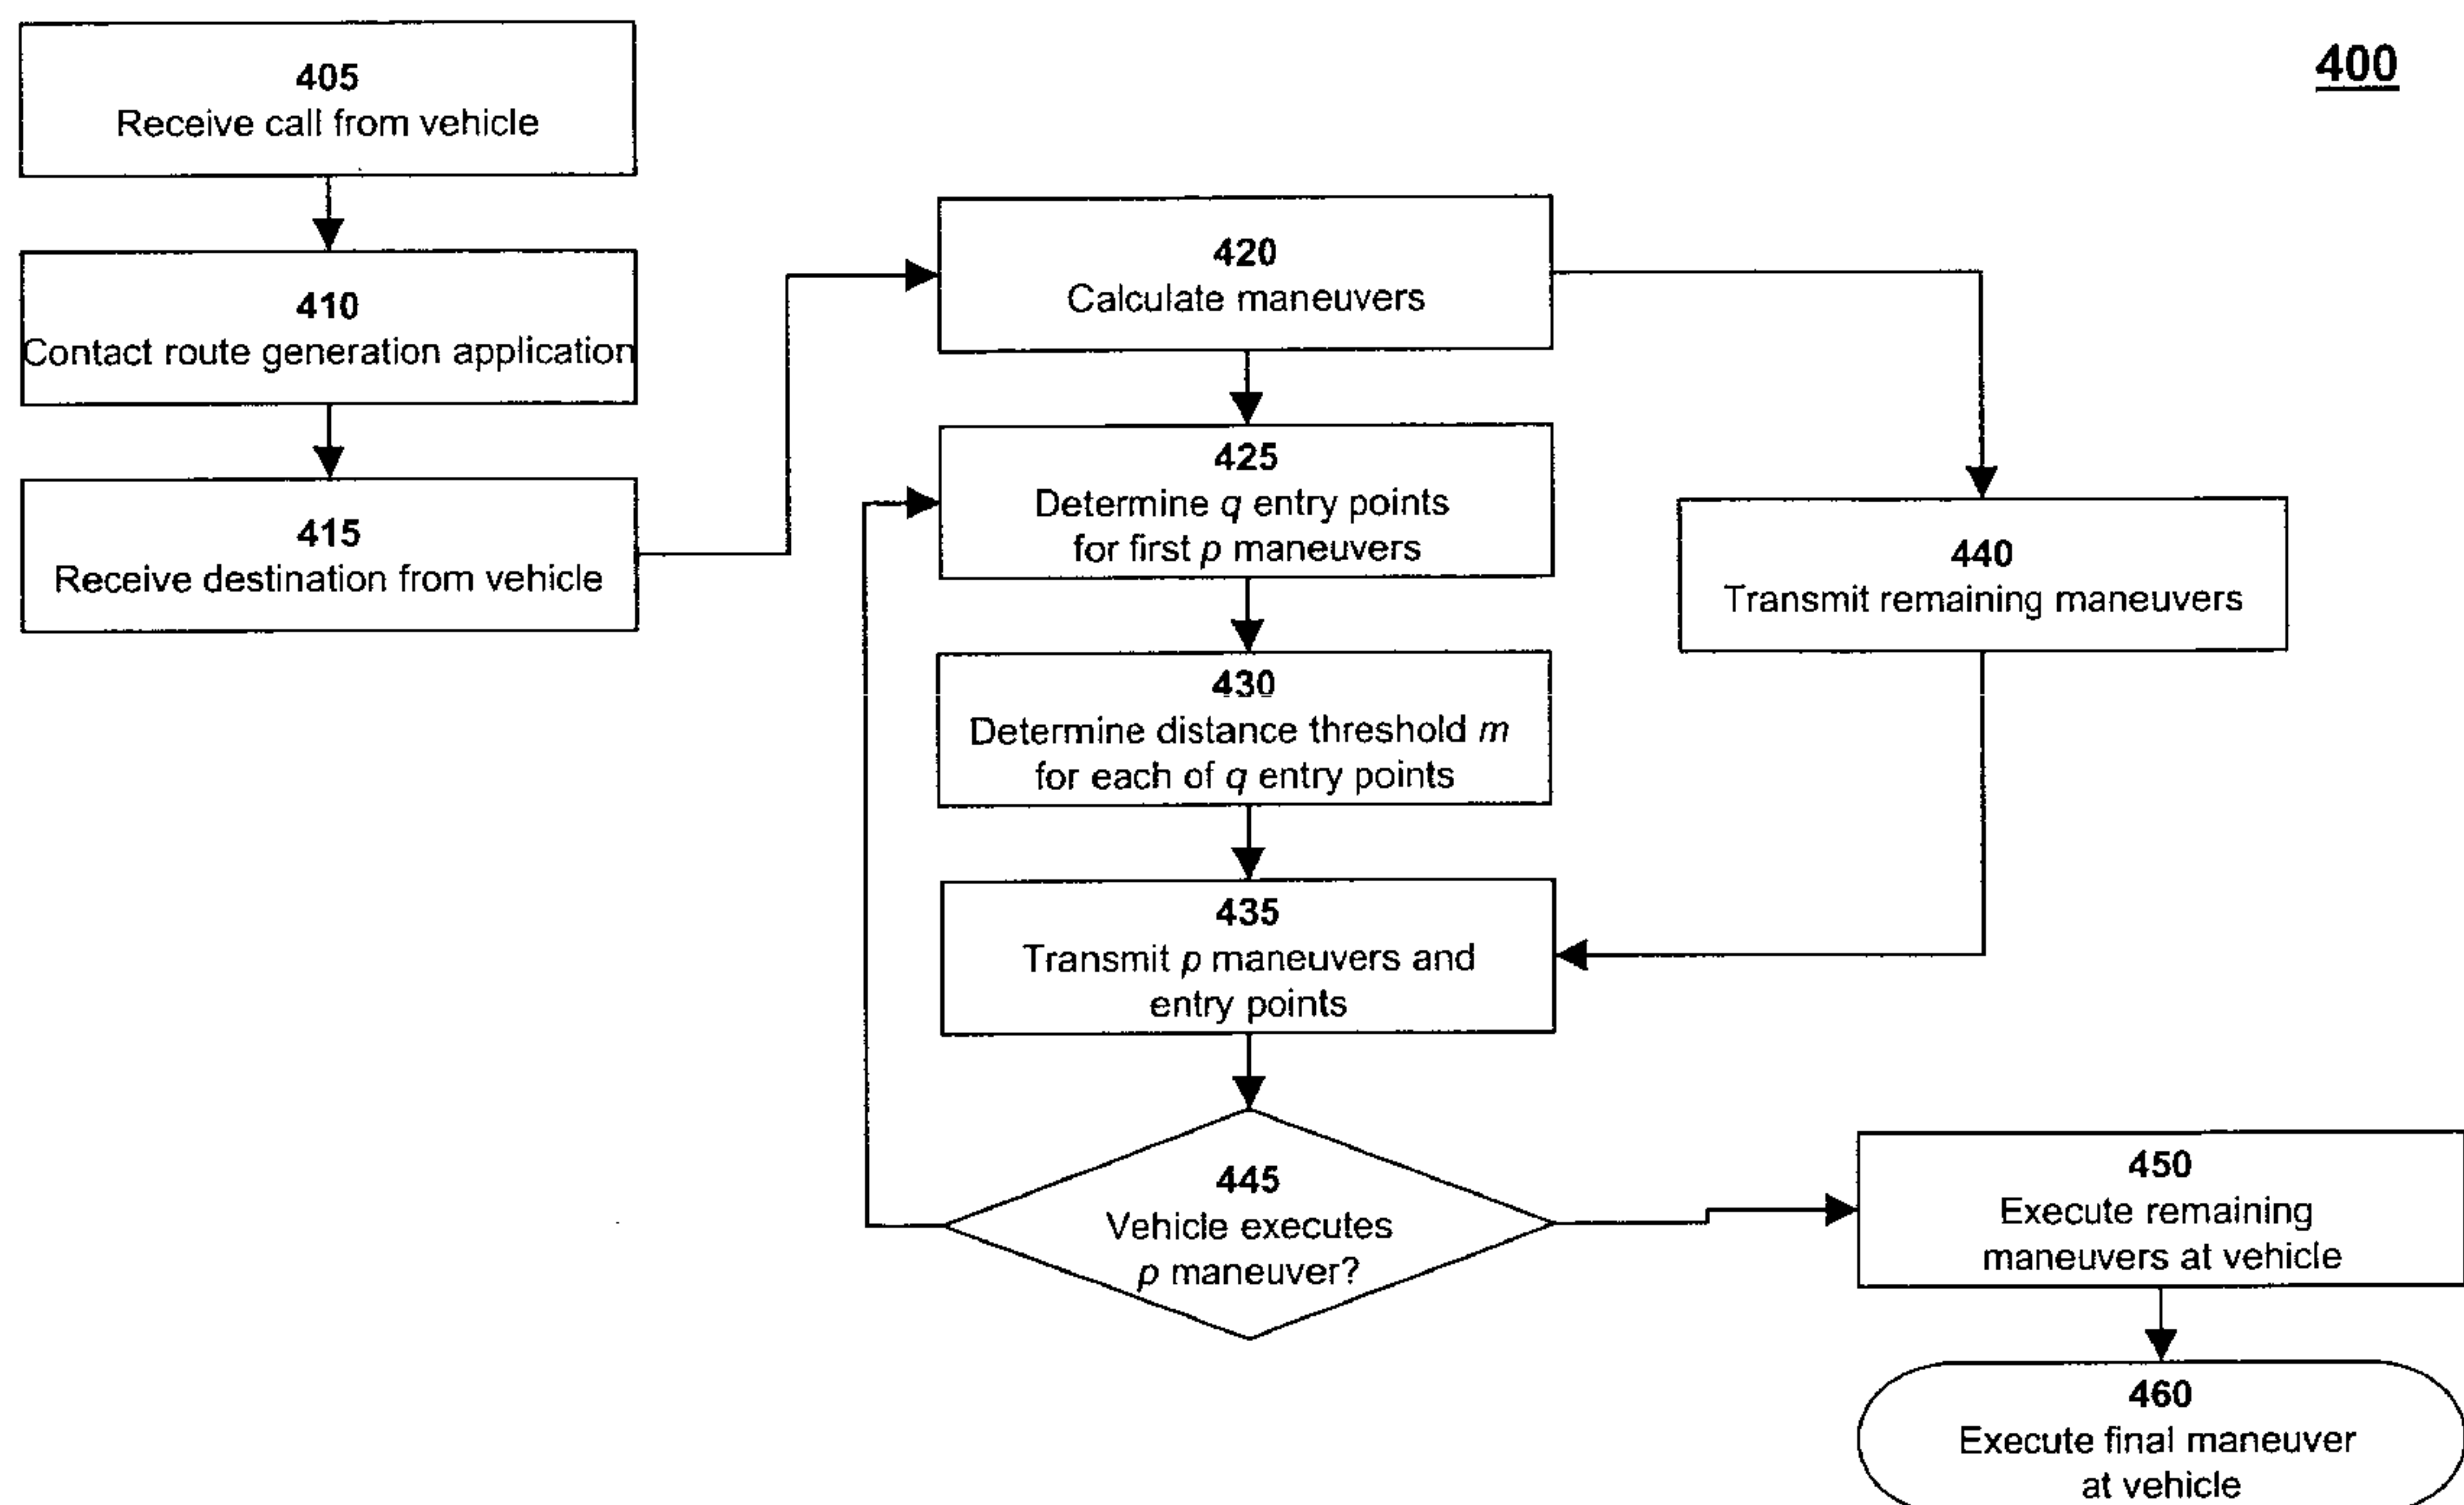 400
405
Receive call from vehicle
410
Contact route generation application
415
Receive destination from vehicle
420
Calculate maneuvers
425
Determine q entry points
for first p maneuvers
430
Determine distance threshold m
for each of q entry points
435
Transmit p maneuvers and
entry points
440
Transmit remaining maneuvers
445
Vehicle executes
p maneuver?
450
Execute remaining
maneuvers at vehicle
460
Execute final maneuver
at vehicle